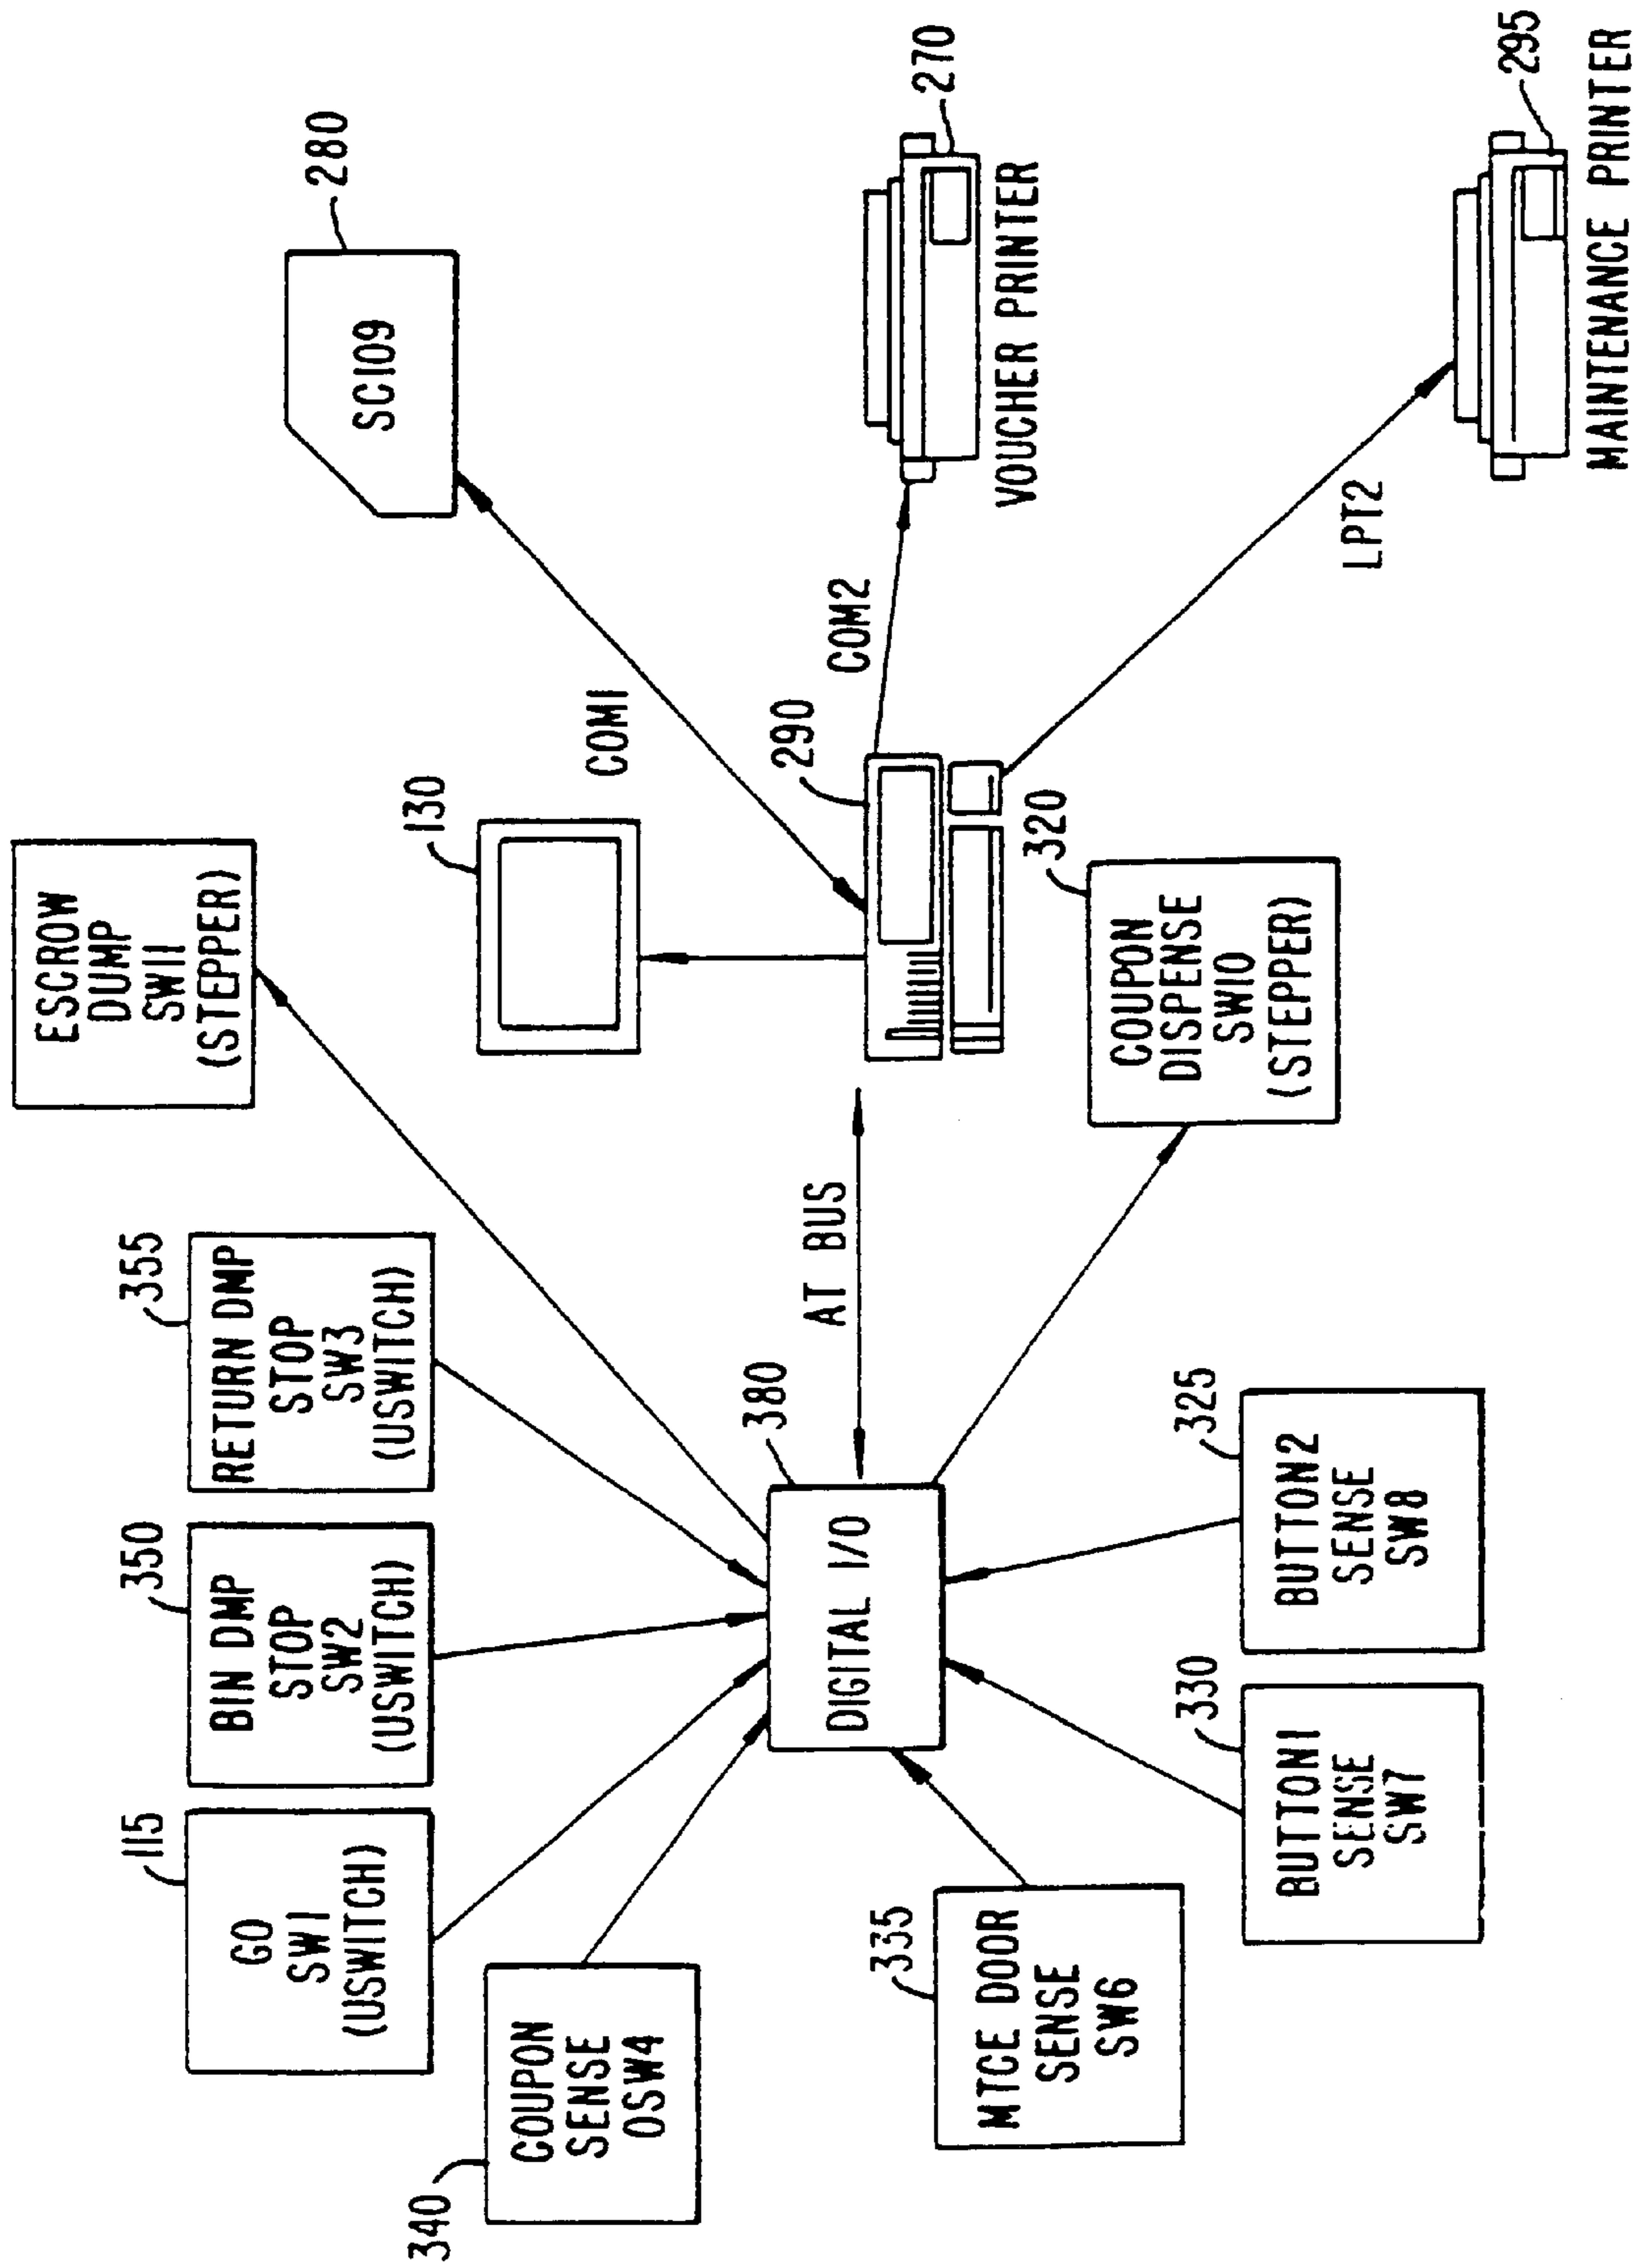 ESCROW
DUMP
SW11
(STEPPER)
355
RETURN DMP
STOP
SW3
(USWITCH)
350
BIN DMP
STOP
SW2
(USWITCH)
115
GO
SW1
(USWITCH)
340
COUPON
SENSE
OSW4
335
MTCE DOOR
SENSE
SW6
330
BUTTON1
SENSE
SW7
325
BUTTON2
SENSE
SW8
380
DIGITAL I/O
AT BUS
320
COUPON
DISPENSE
SW10
(STEPPER)
130
290
COM1
280
SC109
COM2
270
VOUCHER PRINTER
LPT2
295
MAINTENANCE PRINTER